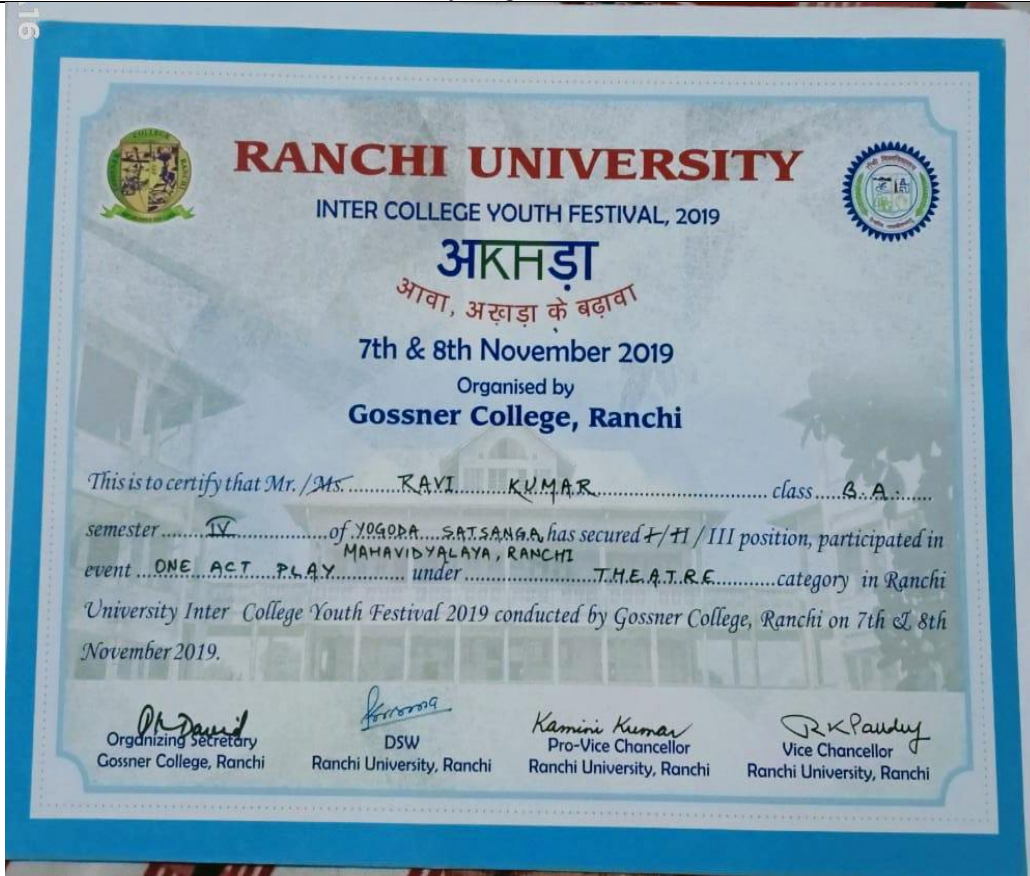 16
RANCHI UNIVERSITY
INTER COLLEGE YOUTH FESTIVAL, 2019
अKHड़ा
आवा, अखड़ा के बढ़ावा
7th & 8th November 2019
Organised by
Gossner College, Ranchi
This is to certify that Mr. / Ms. RAVI KUMAR class B.A.
semester IV of YOGODA SATSANGA has secured I / II / III position, participated in
MAHAVIDYALAYA, RANCHI
event ONE ACT PLAY under THEATRE category in Ranchi
University Inter College Youth Festival 2019 conducted by Gossner College, Ranchi on 7th & 8th
November 2019.
Kamini Kumar
Organizing Secretary
Gossner College, Ranchi
DSW
Ranchi University, Ranchi
Pro-Vice Chancellor
Ranchi University, Ranchi
Vice Chancellor
Ranchi University, Ranchi